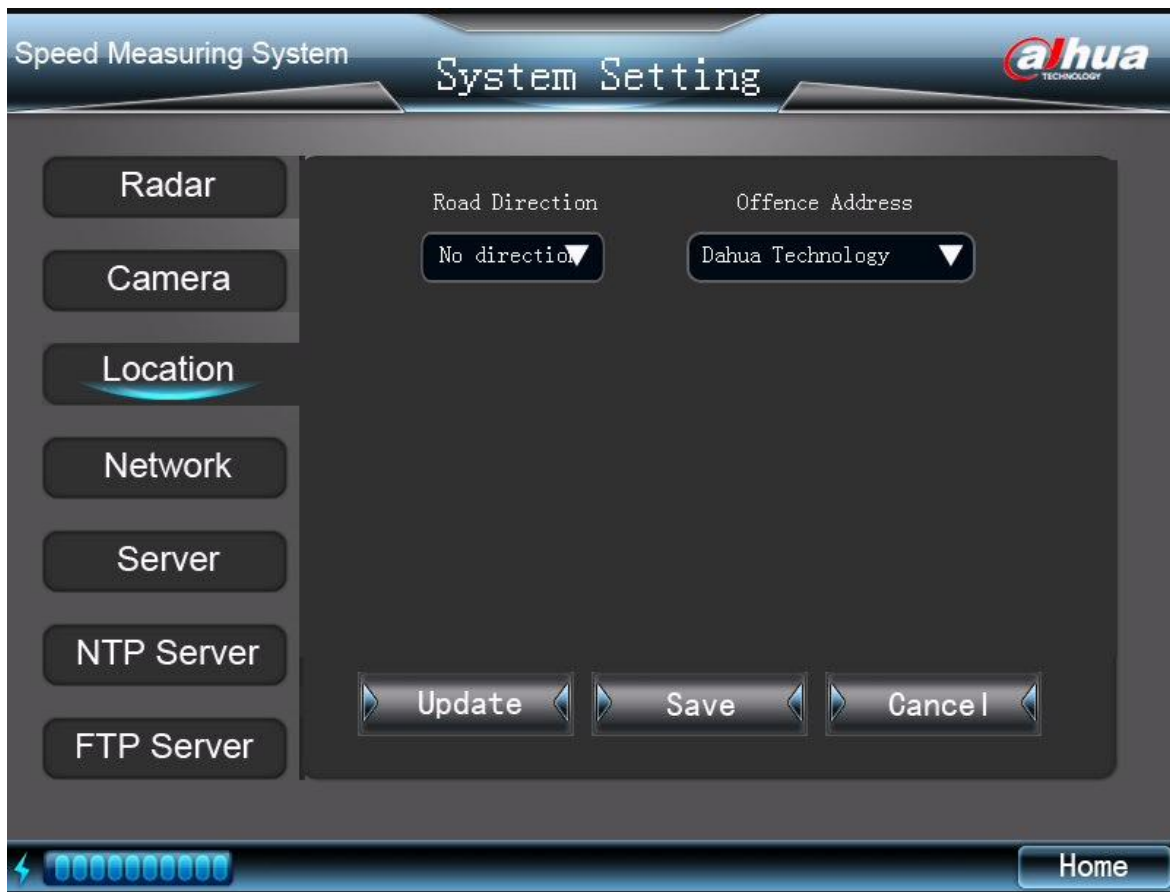 Speed Measuring System
System Setting
alhua
TECHNOLOGY
Radar
Camera
Location
Network
Server
NTP Server
FTP Server
Road Direction
Offence Address
No direction
Dahua Technology
Update
Save
Cancel
Home